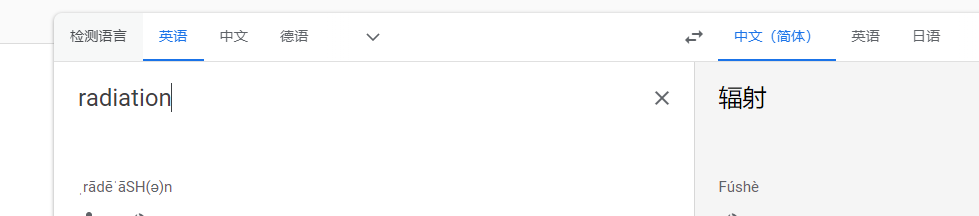 检测语言 英语 中文 德语 中文（简体） 英语 日语
radiation 辐射
ˌrādēˈāSH(ə)n Fúshè